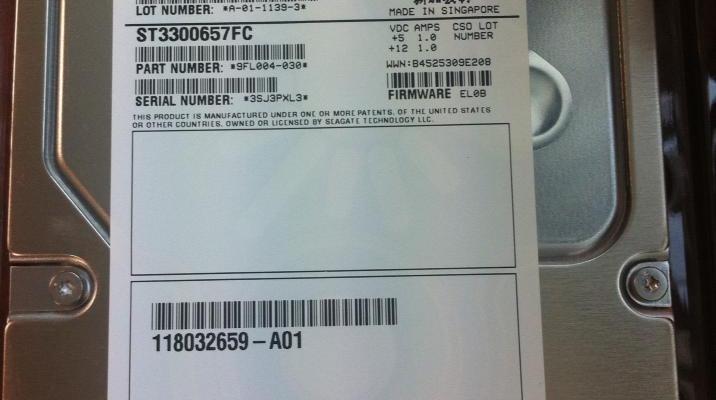 LOT NUMBER: *A-01-1139-3*
MADE IN SINGAPORE
ST3300657FC
VDC AMPS
+5 1.0
+12 1.0
CSO LOT
NUMBER
PART NUMBER: *9FL004-030*
WWN:B4525309E20B
SERIAL NUMBER: *3SJ3PXL3*
FIRMWARE EL0B
THIS PRODUCT IS MANUFACTURED UNDER ONE OR MORE PATENTS, OF THE UNITED STATES
OR OTHER COUNTRIES, OWNED OR LICENSED BY SEAGATE TECHNOLOGY LLC.
118032659-A01